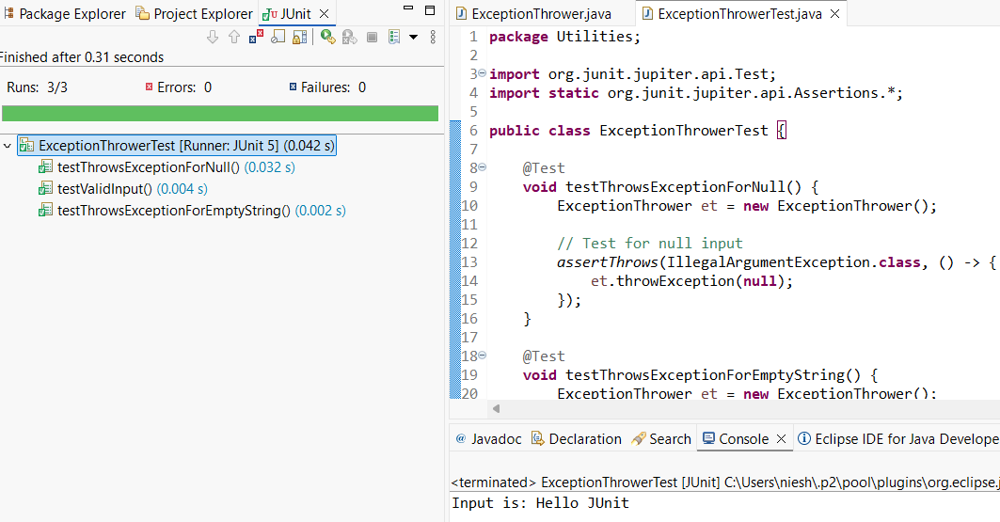 Package Explorer Project Explorer JUnit
Finished after 0.31 seconds
Runs: 3/3 Errors: 0 Failures: 0
ExceptionThrowerTest [Runner: JUnit 5] (0.042 s)
testThrowsExceptionForNull() (0.032 s)
testValidInput() (0.004 s)
testThrowsExceptionForEmptyString() (0.002 s)
ExceptionThrower.java ExceptionThrowerTest.java
1 package Utilities;
2
3 import org.junit.jupiter.api.Test;
4 import static org.junit.jupiter.api.Assertions.*;
5
6 public class ExceptionThrowerTest {
7
8 @Test
9 void testThrowsExceptionForNull() {
10 ExceptionThrower et = new ExceptionThrower();
11
12 // Test for null input
13 assertThrows(IllegalArgumentException.class, () -> {
14 et.throwException(null);
15 });
16 }
17
18 @Test
19 void testThrowsExceptionForEmptyString() {
20 ExceptionThrower et = new ExceptionThrower();
@ Javadoc Declaration Search Console Eclipse IDE for Java Develope
<terminated> ExceptionThrowerTest [JUnit] C:\Users\niesh\.p2\pool\plugins\org.eclipse.j
Input is: Hello JUnit